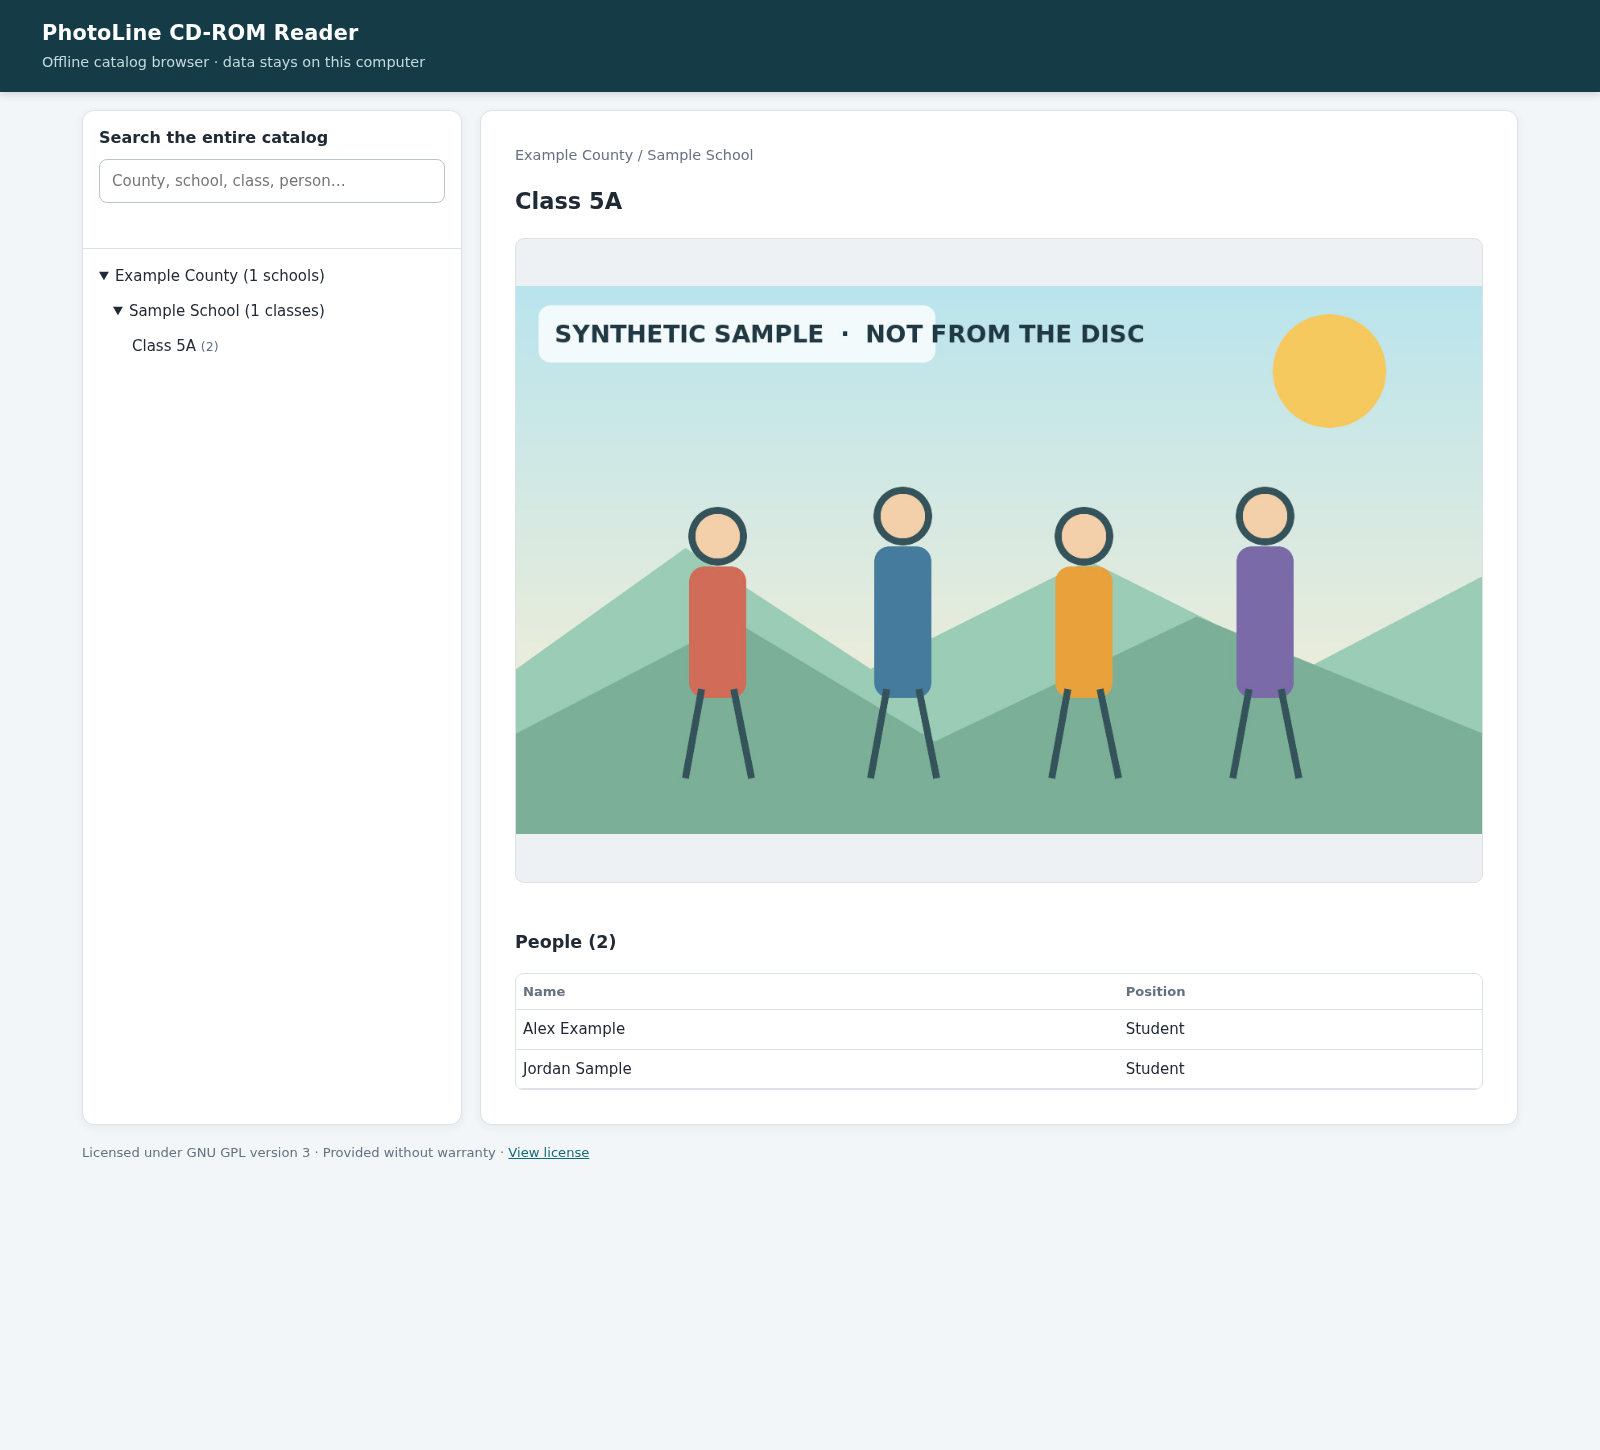 PhotoLine CD-ROM Reader
Offline catalog browser · data stays on this computer
Search the entire catalog
County, school, class, person...
▼ Example County (1 schools)
▼ Sample School (1 classes)
Class 5A (2)
Example County / Sample School
Class 5A
SYNTHETIC SAMPLE · NOT FROM THE DISC
People (2)
Name Position
Alex Example Student
Jordan Sample Student
Licensed under GNU GPL version 3 · Provided without warranty · View license